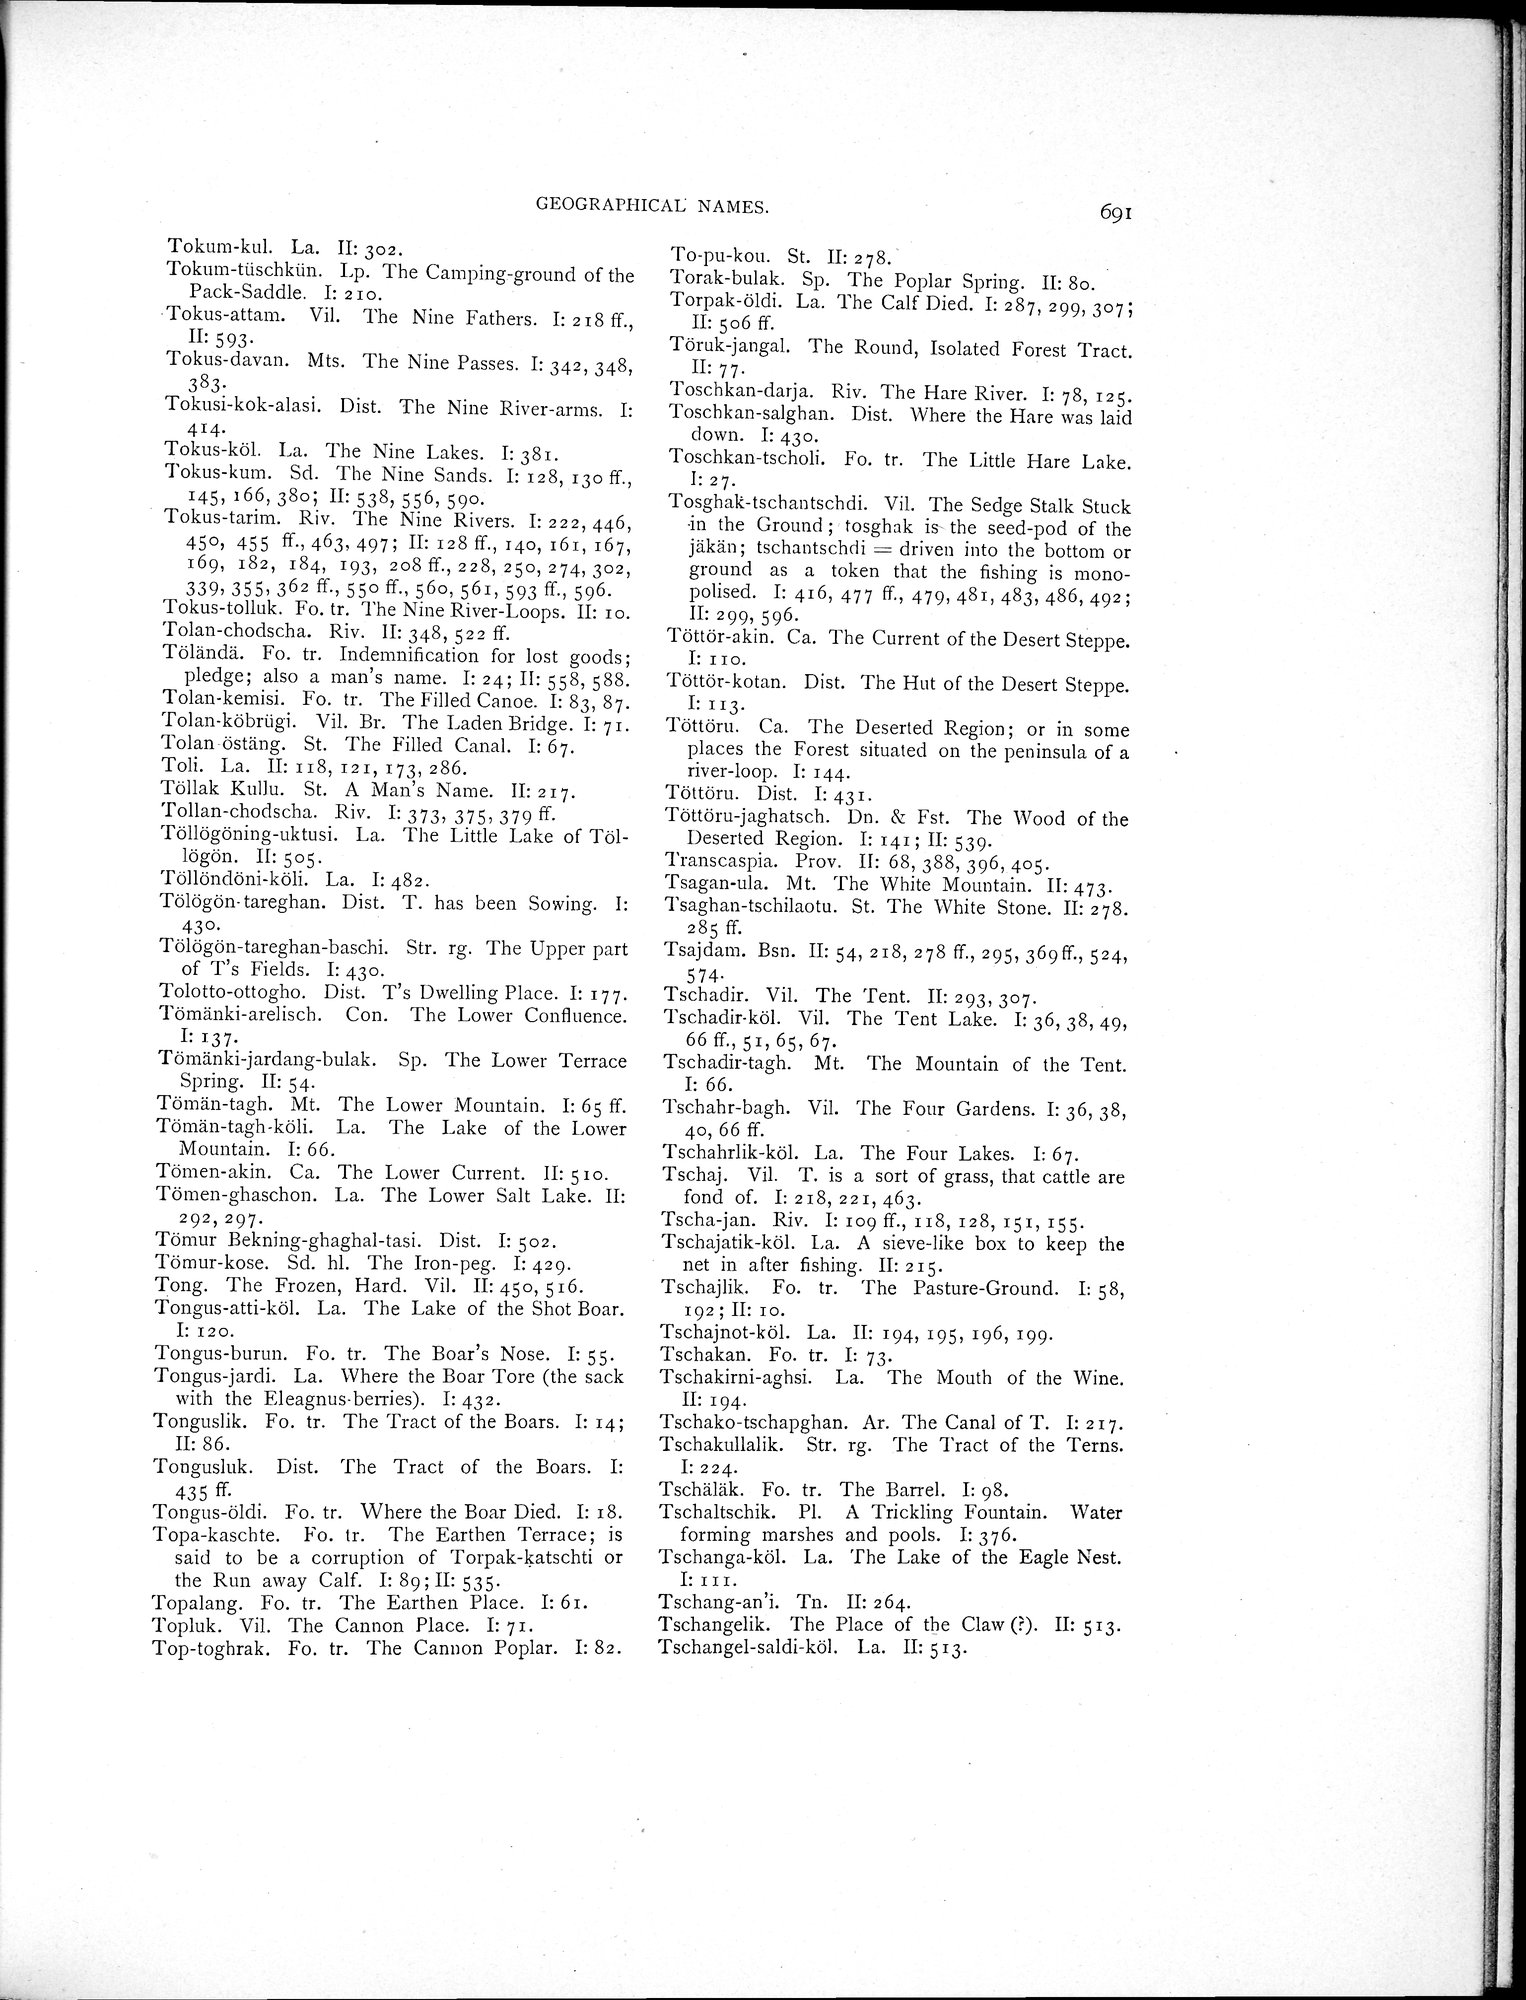 GEOGRAPHICAL NAMES.
691
Tokum-kul. La. II: 302.
Tokum-tüschkün. Lp. The Camping-ground of the
Pack-Saddle. I: 210.
Tokus-attam. Vil. The Nine Fathers. I: 218 ff.,
II: 593.
Tokus-davan. Mts. The Nine Passes. I: 342, 348,
383.
Tokusi-kok-alasi. Dist. The Nine River-arms. I:
414.
Tokus-köl. La. The Nine Lakes. I: 381.
Tokus-kum. Sd. The Nine Sands. I: 128, 130 ff.,
145, 166, 380; II: 538, 556, 590.
Tokus-tarim. Riv. The Nine Rivers. I: 222, 446,
450, 455 ff., 463, 497; II: 128 ff., 140, 161, 167,
169, 182, 184, 193, 208 ff., 228, 250, 274, 302,
339, 355, 362 ff., 550 ff., 560, 561, 593 ff., 596.
Tokus-tolluk. Fo. tr. The Nine River-Loops. II: 10.
Tolan-chodscha. Riv. II: 348, 522 ff.
Töländä. Fo. tr. Indemnification for lost goods;
pledge; also a man's name. I: 24; II: 558, 588.
Tolan-kemisi. Fo. tr. The Filled Canoe. I: 83, 87.
Tolan-köbrügi. Vil. Br. The Laden Bridge. I: 71.
Tolan-östäng. St. The Filled Canal. I: 67.
Toli. La. II: 118, 121, 173, 286.
Töllak Kullu. St. A Man's Name. II: 217.
Tollan-chodscha. Riv. I: 373, 375, 379 ff.
Töllögöning-uktusi. La. The Little Lake of Töl-
lögön. II: 505.
Töllöndöni-köli. La. I: 482.
Tölögön-tareghan. Dist. T. has been Sowing. I:
430.
Tölögön-tareghan-baschi. Str. rg. The Upper part
of T's Fields. I: 430.
Tolotto-ottogho. Dist. T's Dwelling Place. I: 177.
Tömänki-arelisch. Con. The Lower Confluence.
I: 137.
Tömänki-jardang-bulak. Sp. The Lower Terrace
Spring. II: 54.
Tömän-tagh. Mt. The Lower Mountain. I: 65 ff.
Tömän-tagh-köli. La. The Lake of the Lower
Mountain. I: 66.
Tömen-akin. Ca. The Lower Current. II: 510.
Tömen-ghaschon. La. The Lower Salt Lake. II:
292, 297.
Tömur Bekning-ghaghal-tasi. Dist. I: 502.
Tömur-kose. Sd. hl. The Iron-peg. I: 429.
Tong. The Frozen, Hard. Vil. II: 450, 516.
Tongus-atti-köl. La. The Lake of the Shot Boar.
I: 120.
Tongus-burun. Fo. tr. The Boar's Nose. I: 55.
Tongus-jardi. La. Where the Boar Tore (the sack
with the Eleagnus-berries). I: 432.
Tonguslik. Fo. tr. The Tract of the Boars. I: 14;
II: 86.
Tongusluk. Dist. The Tract of the Boars. I:
435 ff.
Tongus-öldi. Fo. tr. Where the Boar Died. I: 18.
Topa-kaschte. Fo. tr. The Earthen Terrace; is
said to be a corruption of Torpak-katschti or
the Run away Calf. I: 89; II: 535.
Topalang. Fo. tr. The Earthen Place. I: 61.
Topluk. Vil. The Cannon Place. I: 71.
Top-toghrak. Fo. tr. The Cannon Poplar. I: 82.
To-pu-kou. St. II: 278.
Torak-bulak. Sp. The Poplar Spring. II: 80.
Torpak-öldi. La. The Calf Died. I: 287, 299, 307;
II: 506 ff.
Töruk-jangal. The Round, Isolated Forest Tract.
II: 77.
Toschkan-darja. Riv. The Hare River. I: 78, 125.
Toschkan-salghan. Dist. Where the Hare was laid
down. I: 430.
Toschkan-tscholi. Fo. tr. The Little Hare Lake.
I: 27.
Tosghak-tschantschdi. Vil. The Sedge Stalk Stuck
in the Ground; tosghak is the seed-pod of the
jäkän; tschantschdi = driven into the bottom or
ground as a token that the fishing is mono-
polised. I: 416, 477 ff., 479, 481, 483, 486, 492;
II: 299, 596.
Töttör-akin. Ca. The Current of the Desert Steppe.
I: 110.
Töttör-kotan. Dist. The Hut of the Desert Steppe.
I: 113.
Töttöru. Ca. The Deserted Region; or in some
places the Forest situated on the peninsula of a
river-loop. I: 144.
Töttöru. Dist. I: 431.
Töttöru-jaghatsch. Dn. & Fst. The Wood of the
Deserted Region. I: 141; II: 539.
Transcaspia. Prov. II: 68, 388, 396, 405.
Tsagan-ula. Mt. The White Mountain. II: 473.
Tsaghan-tschilaotu. St. The White Stone. II: 278.
285 ff.
Tsajdam. Bsn. II: 54, 218, 278 ff., 295, 369 ff., 524,
574.
Tschadir. Vil. The Tent. II: 293, 307.
Tschadir-köl. Vil. The Tent Lake. I: 36, 38, 49,
66 ff., 51, 65, 67.
Tschadir-tagh. Mt. The Mountain of the Tent.
I: 66.
Tschahr-bagh. Vil. The Four Gardens. I: 36, 38,
40, 66 ff.
Tschahrlik-köl. La. The Four Lakes. I: 67.
Tschaj. Vil. T. is a sort of grass, that cattle are
fond of. I: 218, 221, 463.
Tscha-jan. Riv. I: 109 ff., 118, 128, 151, 155.
Tschajatik-köl. La. A sieve-like box to keep the
net in after fishing. II: 215.
Tschajlik. Fo. tr. The Pasture-Ground. I: 58,
192; II: 10.
Tschajnot-köl. La. II: 194, 195, 196, 199.
Tschakan. Fo. tr. I: 73.
Tschakirni-aghsi. La. The Mouth of the Wine.
II: 194.
Tschako-tschapghan. Ar. The Canal of T. I: 217.
Tschakullalik. Str. rg. The Tract of the Terns.
I: 224.
Tschäläk. Fo. tr. The Barrel. I: 98.
Tschaltschik. Pl. A Trickling Fountain. Water
forming marshes and pools. I: 376.
Tschanga-köl. La. The Lake of the Eagle Nest.
I: 111.
Tschang-an'i. Tn. II: 264.
Tschangelik. The Place of the Claw (?). II: 513.
Tschangel-saldi-köl. La. II: 513.